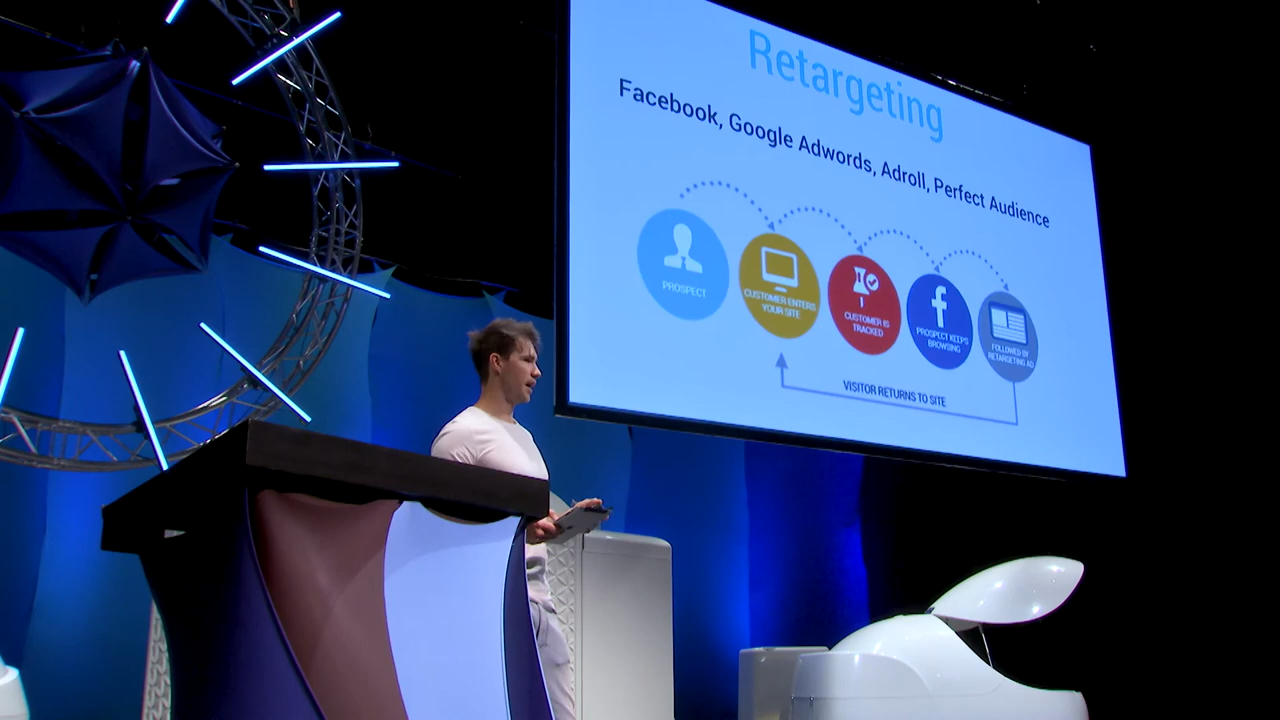 Retargeting
Facebook, Google Adwords, Adroll, Perfect Audience
PROSPECT
CUSTOMER ENTERS
YOUR SITE
CUSTOMER IS
TRACKED
PROSPECT KEEPS
BROWSING
FOLLOWED BY
RETARGETING AD
VISITOR RETURNS TO SITE